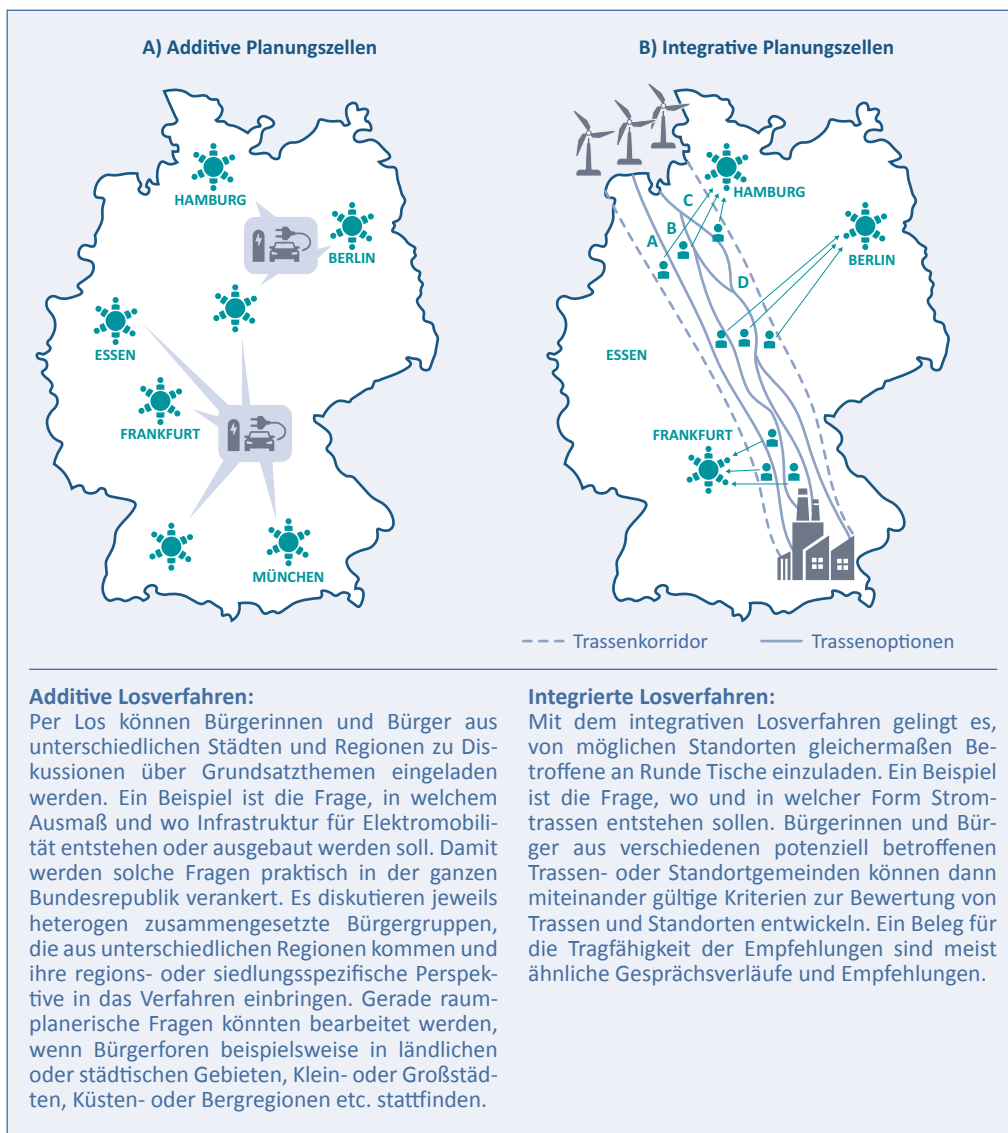 A) Additive Planungszellen
HAMBURG
BERLIN
ESSEN
FRANKFURT
MÜNCHEN
B) Integrative Planungszellen
HAMBURG
C
B
A
BERLIN
D
ESSEN
FRANKFURT
Trassenkorridor
Trassenoptionen
Additive Losverfahren:
Per Los können Bürgerinnen und Bürger aus
unterschiedlichen Städten und Regionen zu Dis-
kussionen über Grundsatzthemen eingeladen
werden. Ein Beispiel ist die Frage, in welchem
Ausmaß und wo Infrastruktur für Elektromobili-
tät entstehen oder ausgebaut werden soll. Damit
werden solche Fragen praktisch in der ganzen
Bundesrepublik verankert. Es diskutieren jeweils
heterogen zusammengesetzte Bürgergruppen,
die aus unterschiedlichen Regionen kommen und
ihre regions- oder siedlungsspezifische Perspek-
tive in das Verfahren einbringen. Gerade raum-
planerische Fragen könnten bearbeitet werden,
wenn Bürgerforen beispielsweise in ländlichen
oder städtischen Gebieten, Klein- oder Großstäd-
ten, Küsten- oder Bergregionen etc. stattfinden.
Integrierte Losverfahren:
Mit dem integrativen Losverfahren gelingt es,
von möglichen Standorten gleichermaßen Be-
troffene an Runde Tische einzuladen. Ein Beispiel
ist die Frage, wo und in welcher Form Strom-
trassen entstehen sollen. Bürgerinnen und Bür-
ger aus verschiedenen potenziell betroffenen
Trassen- oder Standortgemeinden können dann
miteinander gültige Kriterien zur Bewertung von
Trassen und Standorten entwickeln. Ein Beleg für
die Tragfähigkeit der Empfehlungen sind meist
ähnliche Gesprächsverläufe und Empfehlungen.